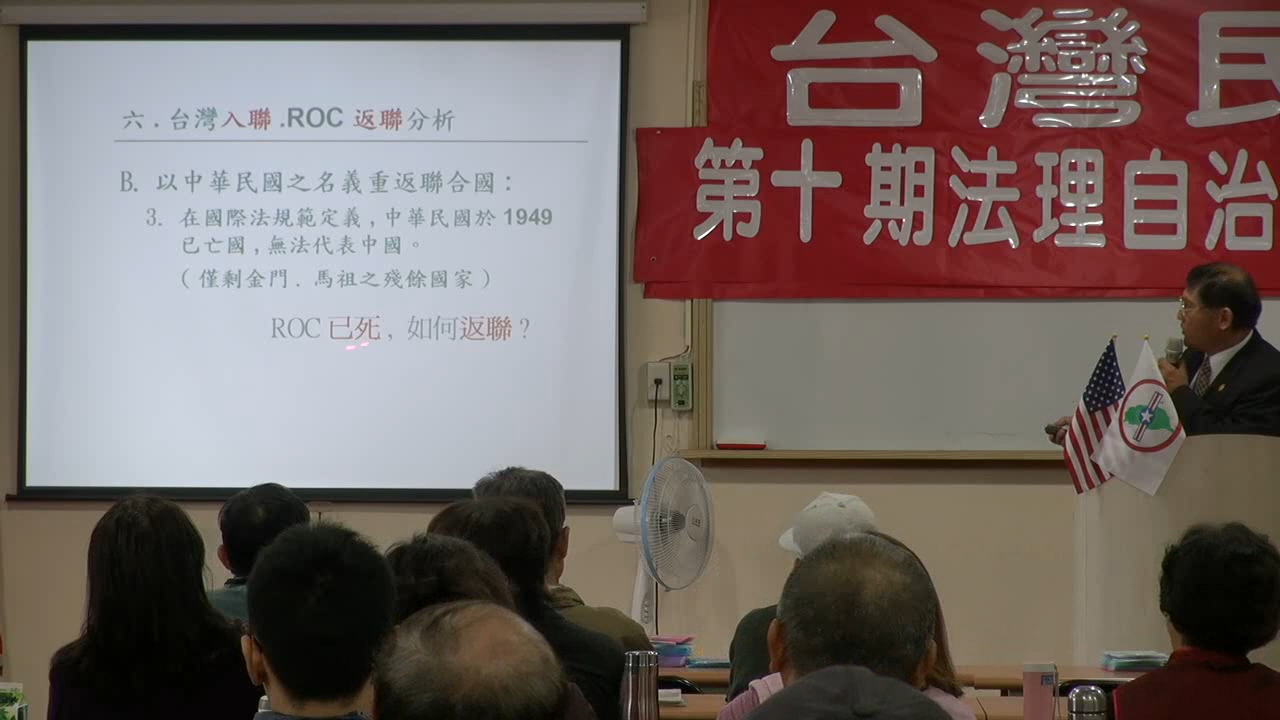 六 . 台灣入聯 .ROC 返聯分析
B. 以中華民國之名義重返聯合國：
3. 在國際法規範定義 , 中華民國於 1949
已亡國 , 無法代表中國。
（ 僅剩金門 . 馬祖之殘餘國家 ）
ROC 已死 , 如何返聯 ?
台灣民
第十期法理自治